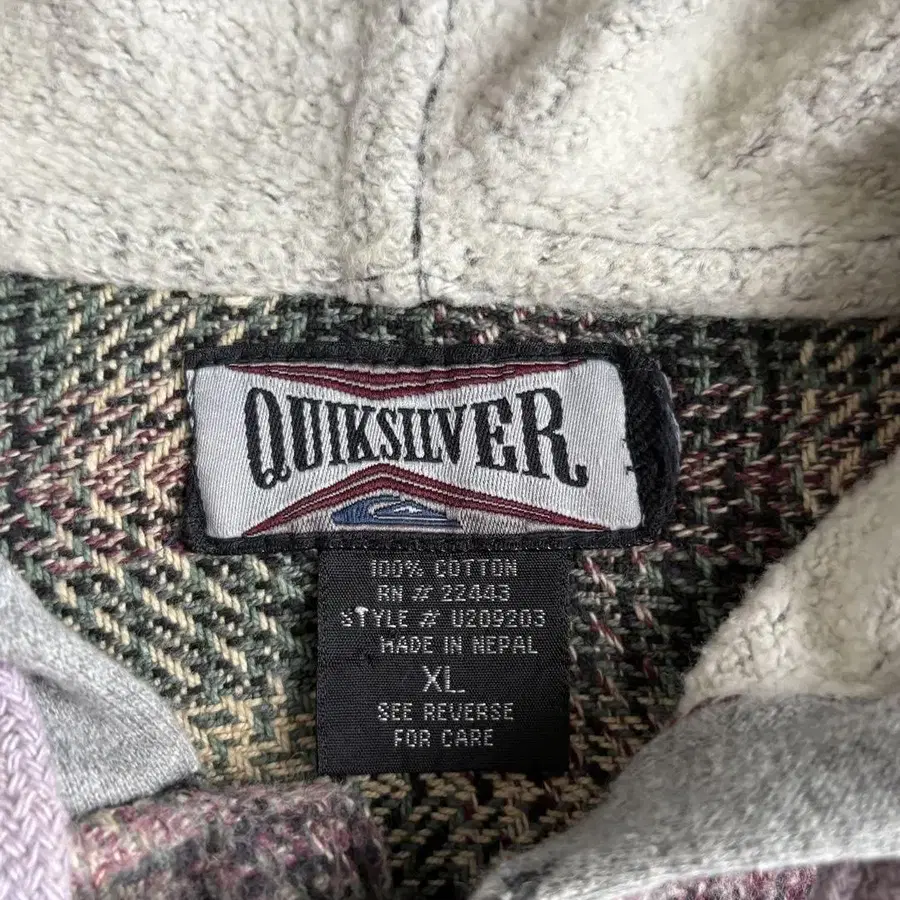 QUIKSILVER
100% COTTON
RN # 22443
STYLE # U209203
MADE IN NEPAL
XL
SEE REVERSE
FOR CARE